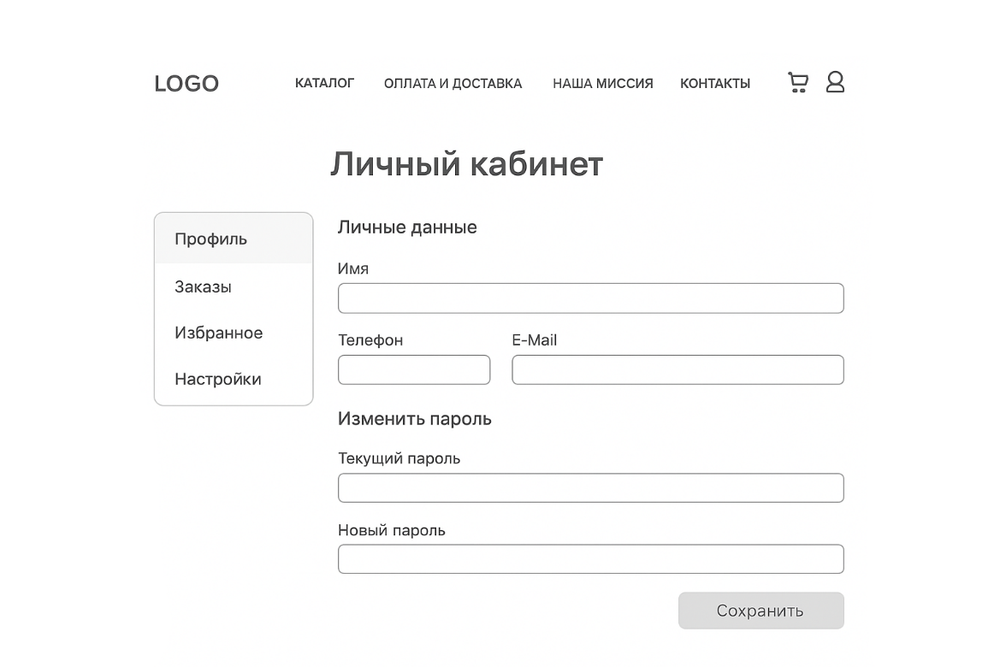 LOGO КАТАЛОГ ОПЛАТА И ДОСТАВКА НАША МИССИЯ КОНТАКТЫ
Личный кабинет
Профиль
Заказы
Избранное
Настройки
Личные данные
Имя
Телефон E-Mail
Изменить пароль
Текущий пароль
Новый пароль
Сохранить